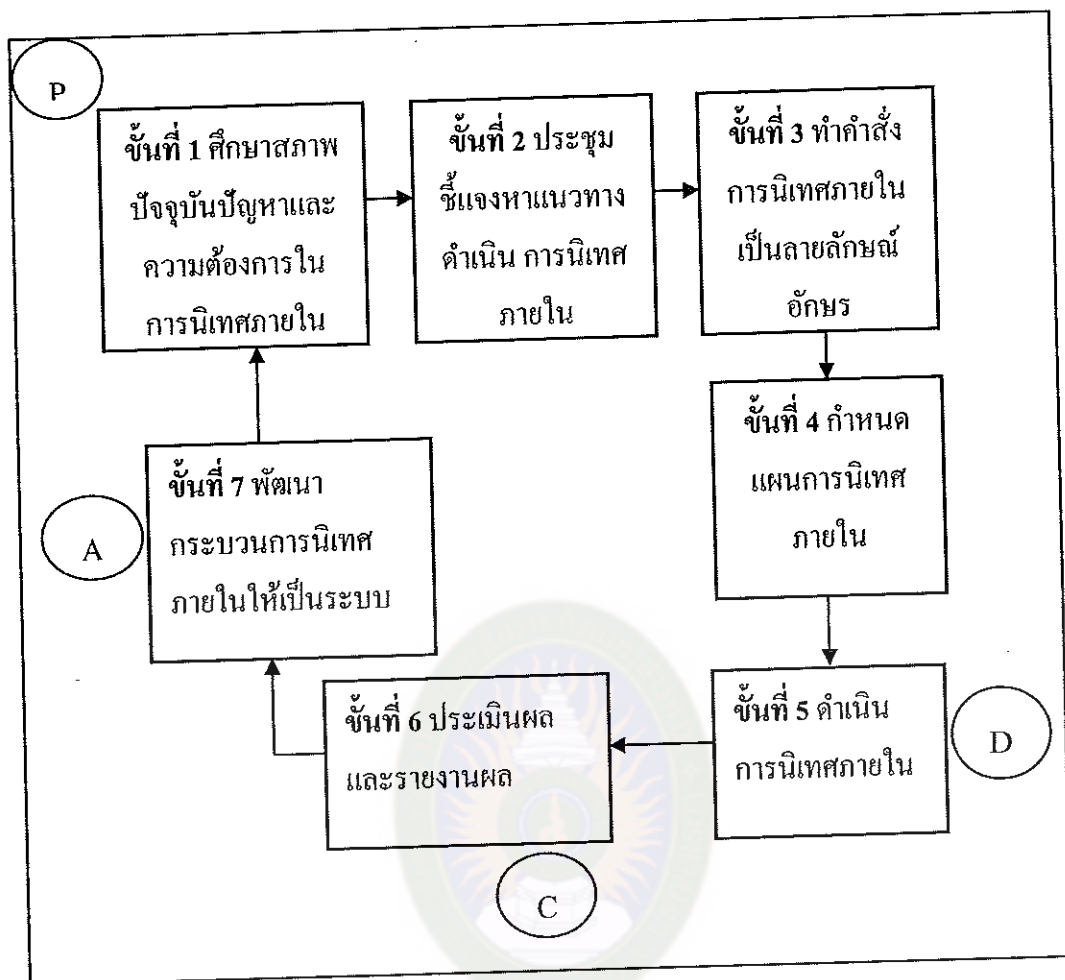 P
ขั้นที่ 1 ศึกษาสภาพ
ปัจจุบันปัญหาและ
ความต้องการใน
การนิเทศภายใน
ขั้นที่ 2 ประชุม
ชี้แจงหาแนวทาง
ดำเนิน การนิเทศ
ภายใน
ขั้นที่ 3 ทำคำสั่ง
การนิเทศภายใน
เป็นลายลักษณ์
อักษร
ขั้นที่ 4 กำหนด
แผนการนิเทศ
ภายใน
ขั้นที่ 5 ดำเนิน
การนิเทศภายใน
D
ขั้นที่ 6 ประเมินผล
และรายงานผล
C
ขั้นที่ 7 พัฒนา
กระบวนการนิเทศ
ภายในให้เป็นระบบ
A